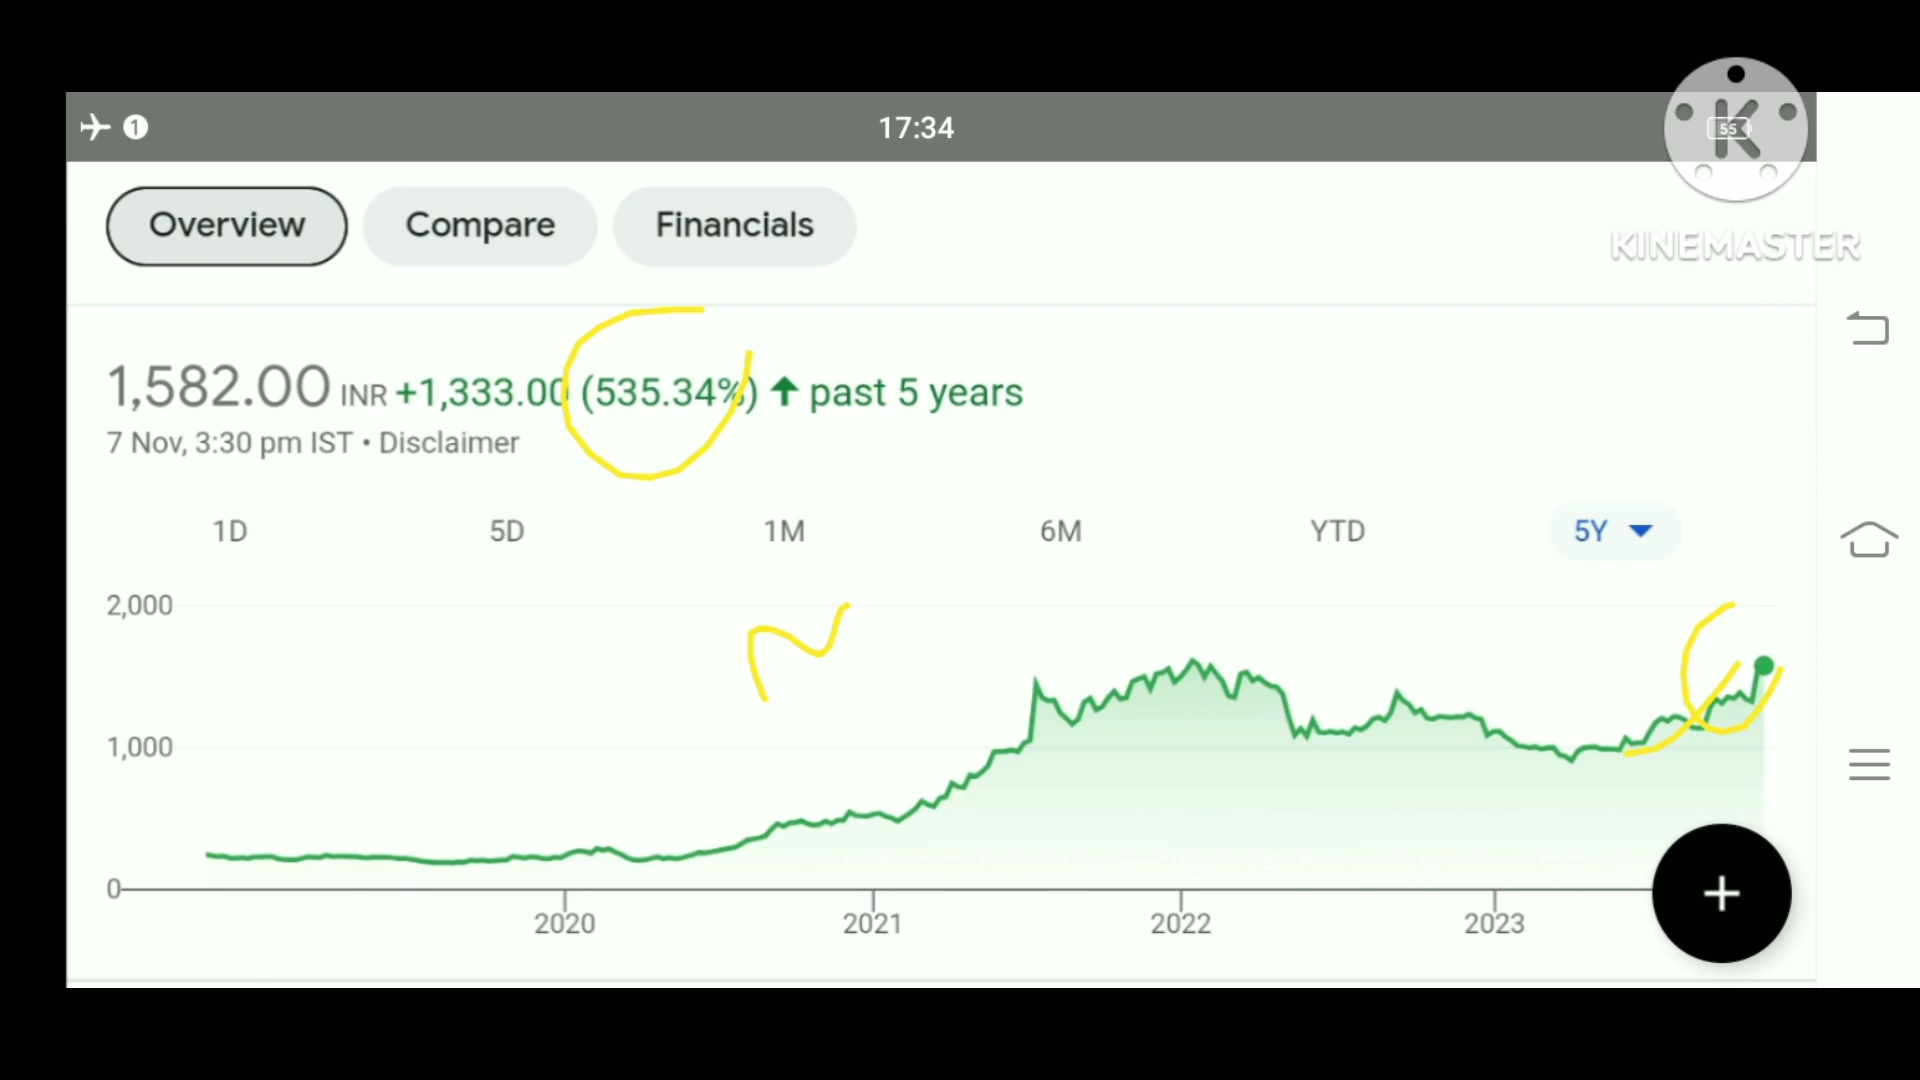 17:34
55
K
KINEMASTER
1
Overview Compare Financials
1,582.00 INR +1,333.00 (535.34%) ↑ past 5 years
7 Nov, 3:30 pm IST • Disclaimer
1D 5D 1M 6M YTD 5Y
2,000
1,000
0
2020 2021 2022 2023
+